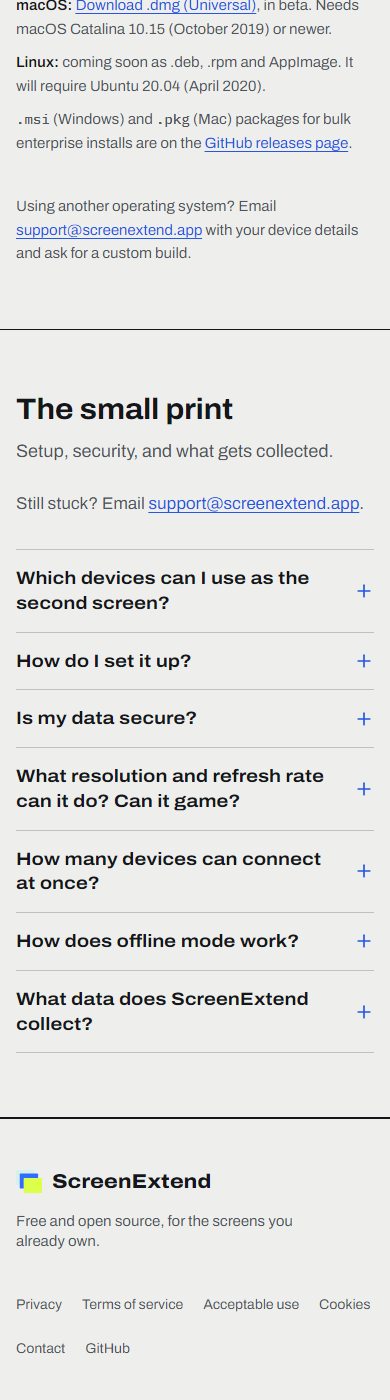 macOS: Download .dmg (Universal), in beta. Needs
macOS Catalina 10.15 (October 2019) or newer.
Linux: coming soon as .deb, .rpm and AppImage. It
will require Ubuntu 20.04 (April 2020).
.msi (Windows) and .pkg (Mac) packages for bulk
enterprise installs are on the GitHub releases page.
Using another operating system? Email
support@screenextend.app with your device details
and ask for a custom build.
The small print
Setup, security, and what gets collected.
Still stuck? Email support@screenextend.app.
Which devices can I use as the
second screen?
How do I set it up?
Is my data secure?
What resolution and refresh rate
can it do? Can it game?
How many devices can connect
at once?
How does offline mode work?
What data does ScreenExtend
collect?
ScreenExtend
Free and open source, for the screens you
already own.
Privacy Terms of service Acceptable use Cookies
Contact GitHub